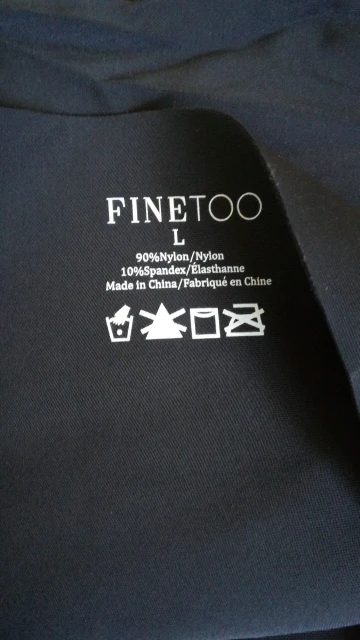 FINETOO
L
90%Nylon/Nylon
10%Spandex/Élasthanne
Made in China/Fabriqué en Chine